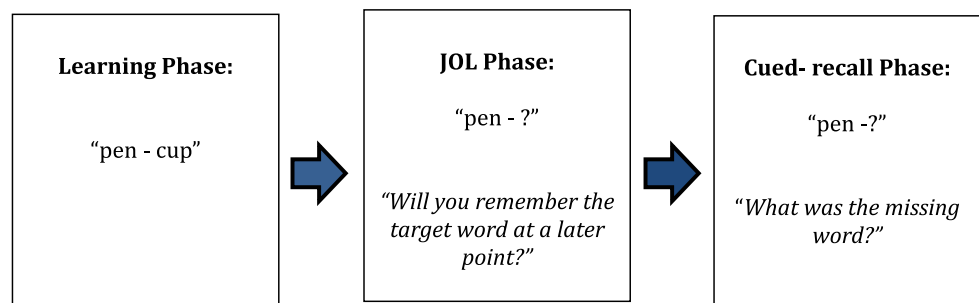 Learning Phase:
“pen - cup”
JOL Phase:
“pen - ?”
“Will you remember the
target word at a later
point?”
Cued- recall Phase:
“pen -?”
“What was the missing
word?”